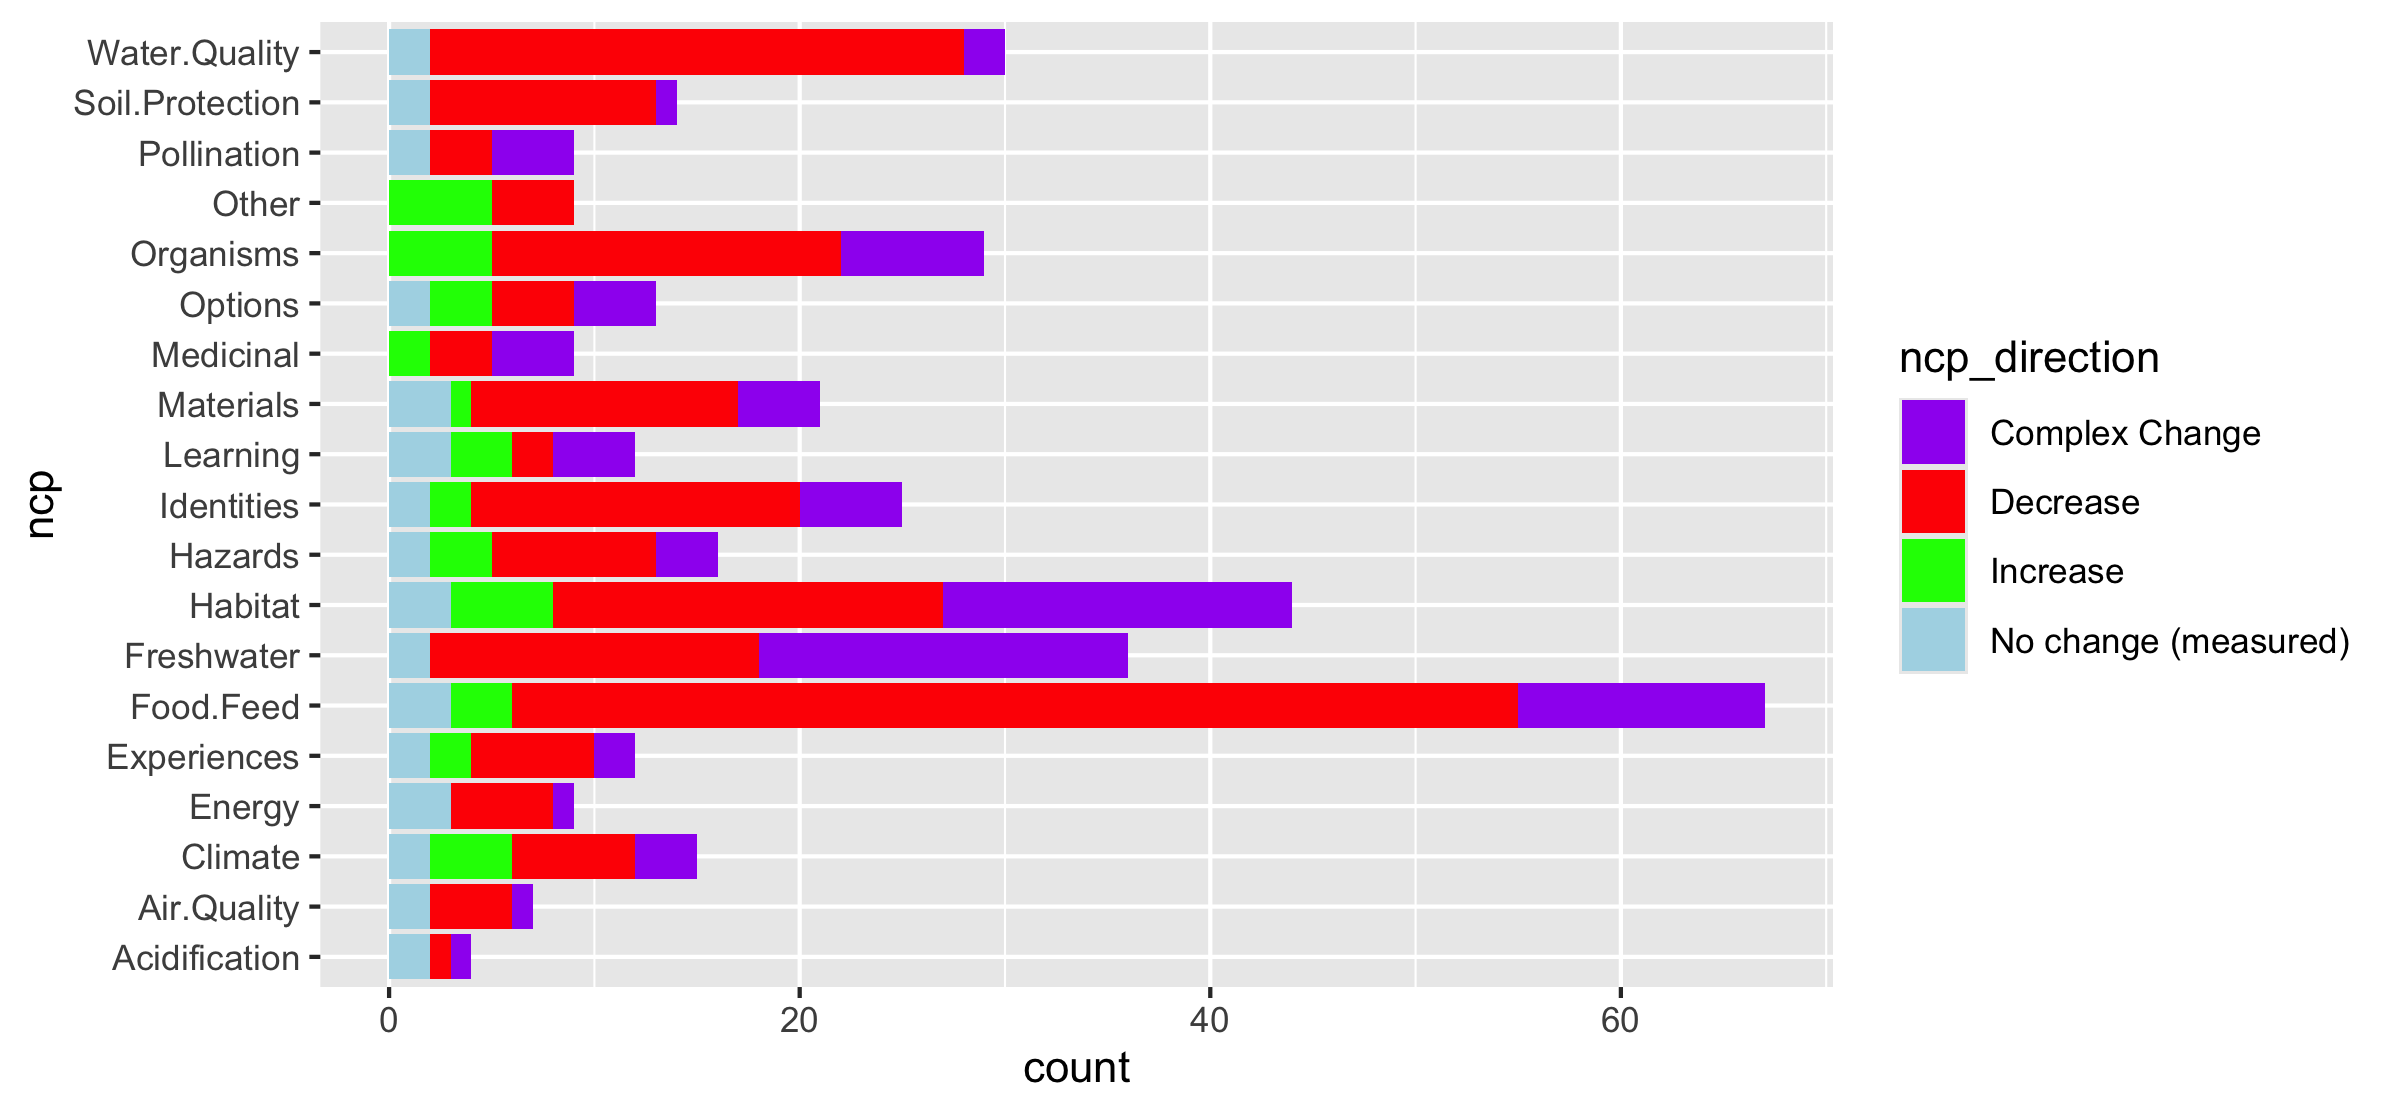 Water.Quality
Soil.Protection
Pollination
Other
Organisms
Options
Medicinal
Materials
Learning
Identities
Hazards
Habitat
Freshwater
Food.Feed
Experiences
Energy
Climate
Air.Quality
Acidification
ncp
0 20 40 60
count
ncp_direction
Complex Change
Decrease
Increase
No change (measured)